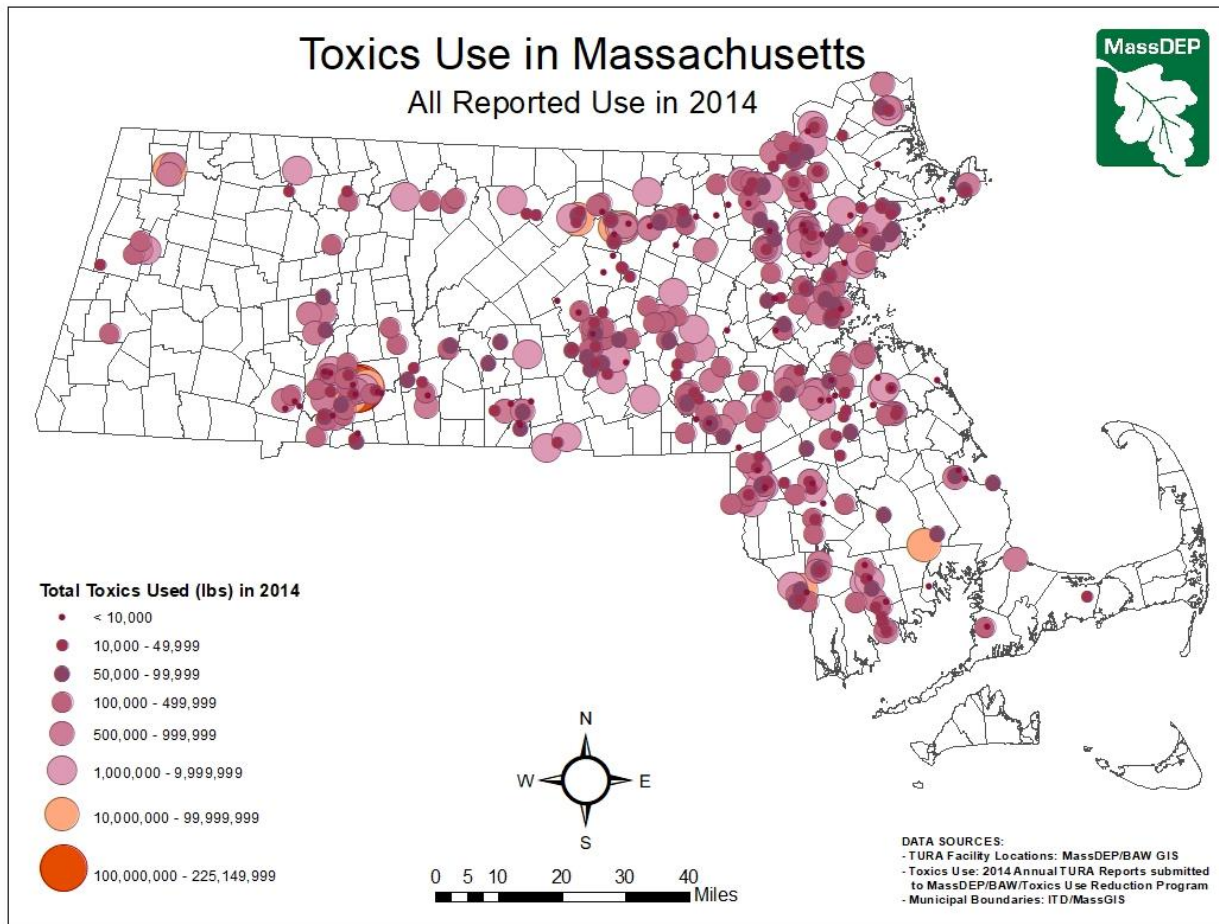 Toxics Use in Massachusetts
All Reported Use in 2014
MassDEP
Total Toxics Used (lbs) in 2014
< 10,000
10,000 - 49,999
50,000 - 99,999
100,000 - 499,999
500,000 - 999,999
1,000,000 - 9,999,999
10,000,000 - 99,999,999
100,000,000 - 225,149,999
N
W E
S
0 5 10 20 30 40
Miles
DATA SOURCES:
- TURA Facility Locations: MassDEP/BAW GIS
- Toxics Use: 2014 Annual TURA Reports submitted
to MassDEP/BAW/Toxics Use Reduction Program
- Municipal Boundaries: ITD/MassGIS